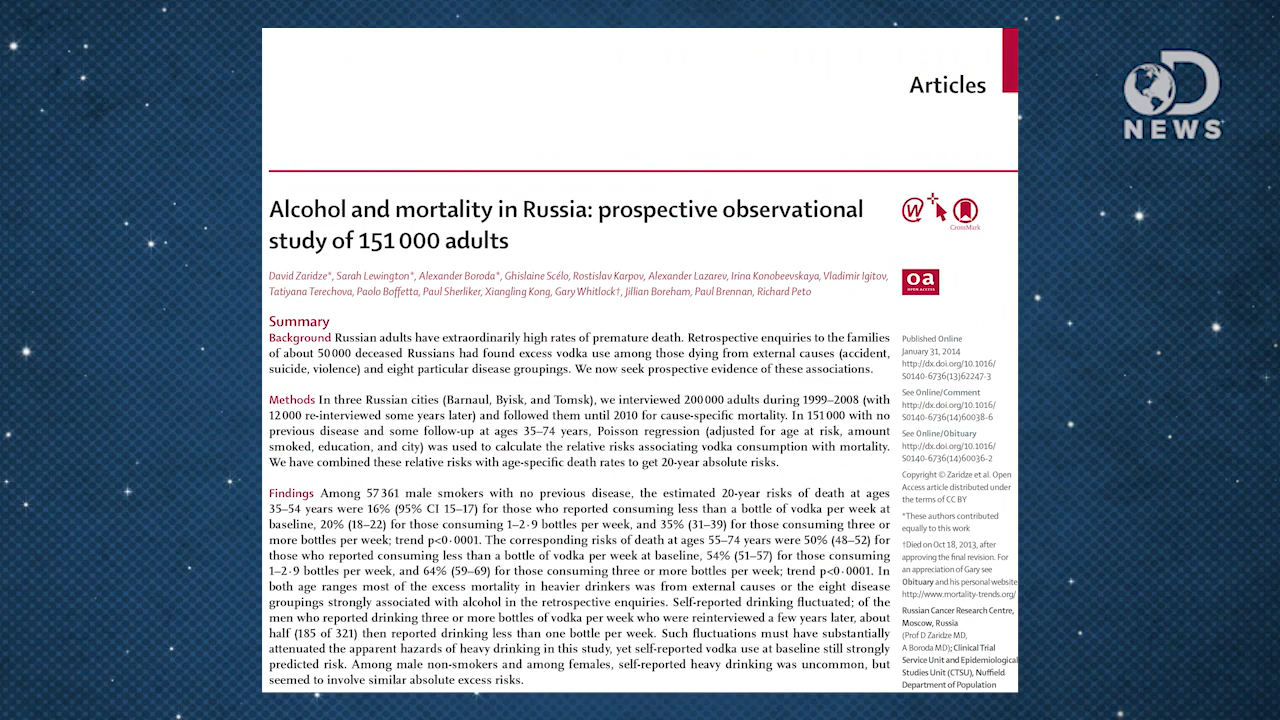 Articles
D
NEWS
Alcohol and mortality in Russia: prospective observational
study of 151 000 adults
CrossMark
David Zaridze*, Sarah Lewington*, Alexander Boroda*, Ghislaine Scélo, Rostislav Karpov, Alexander Lazarev, Irina Konobeevskaya, Vladimir Igitov,
Tatiyana Terechova, Paolo Boffetta, Paul Sherliker, Xiangling Kong, Gary Whitlock†, Jillian Boreham, Paul Brennan, Richard Peto
oa
OPEN ACCESS
Summary
Background Russian adults have extraordinarily high rates of premature death. Retrospective enquiries to the families
of about 50 000 deceased Russians had found excess vodka use among those dying from external causes (accident,
suicide, violence) and eight particular disease groupings. We now seek prospective evidence of these associations.
Methods In three Russian cities (Barnaul, Byisk, and Tomsk), we interviewed 200 000 adults during 1999–2008 (with
12 000 re-interviewed some years later) and followed them until 2010 for cause-specific mortality. In 151 000 with no
previous disease and some follow-up at ages 35–74 years, Poisson regression (adjusted for age at risk, amount
smoked, education, and city) was used to calculate the relative risks associating vodka consumption with mortality.
We have combined these relative risks with age-specific death rates to get 20-year absolute risks.
Findings Among 57 361 male smokers with no previous disease, the estimated 20-year risks of death at ages
35–54 years were 16% (95% CI 15–17) for those who reported consuming less than a bottle of vodka per week at
baseline, 20% (18–22) for those consuming 1–2·9 bottles per week, and 35% (31–39) for those consuming three or
more bottles per week; trend p<0·0001. The corresponding risks of death at ages 55–74 years were 50% (48–52) for
those who reported consuming less than a bottle of vodka per week at baseline, 54% (51–57) for those consuming
1–2·9 bottles per week, and 64% (59–69) for those consuming three or more bottles per week; trend p<0·0001. In
both age ranges most of the excess mortality in heavier drinkers was from external causes or the eight disease
groupings strongly associated with alcohol in the retrospective enquiries. Self-reported drinking fluctuated; of the
men who reported drinking three or more bottles of vodka per week who were reinterviewed a few years later, about
half (185 of 321) then reported drinking less than one bottle per week. Such fluctuations must have substantially
attenuated the apparent hazards of heavy drinking in this study, yet self-reported vodka use at baseline still strongly
predicted risk. Among male non-smokers and among females, self-reported heavy drinking was uncommon, but
seemed to involve similar absolute excess risks.
Published Online
January 31, 2014
http://dx.doi.org/10.1016/
S0140-6736(13)62247-3
See Online/Comment
http://dx.doi.org/10.1016/
S0140-6736(14)60038-6
See Online/Obituary
http://dx.doi.org/10.1016/
S0140-6736(14)60036-2
Copyright © Zaridze et al. Open
Access article distributed under
the terms of CC BY
*These authors contributed
equally to this work
†Died on Oct 18, 2013, after
approving the final revision. For
an appreciation of Gary see
Obituary and his personal website
http://www.mortality-trends.org/
Russian Cancer Research Centre,
Moscow, Russia
(Prof D Zaridze MD,
A Boroda MD); Clinical Trial
Service Unit and Epidemiological
Studies Unit (CTSU), Nuffield
Department of Population